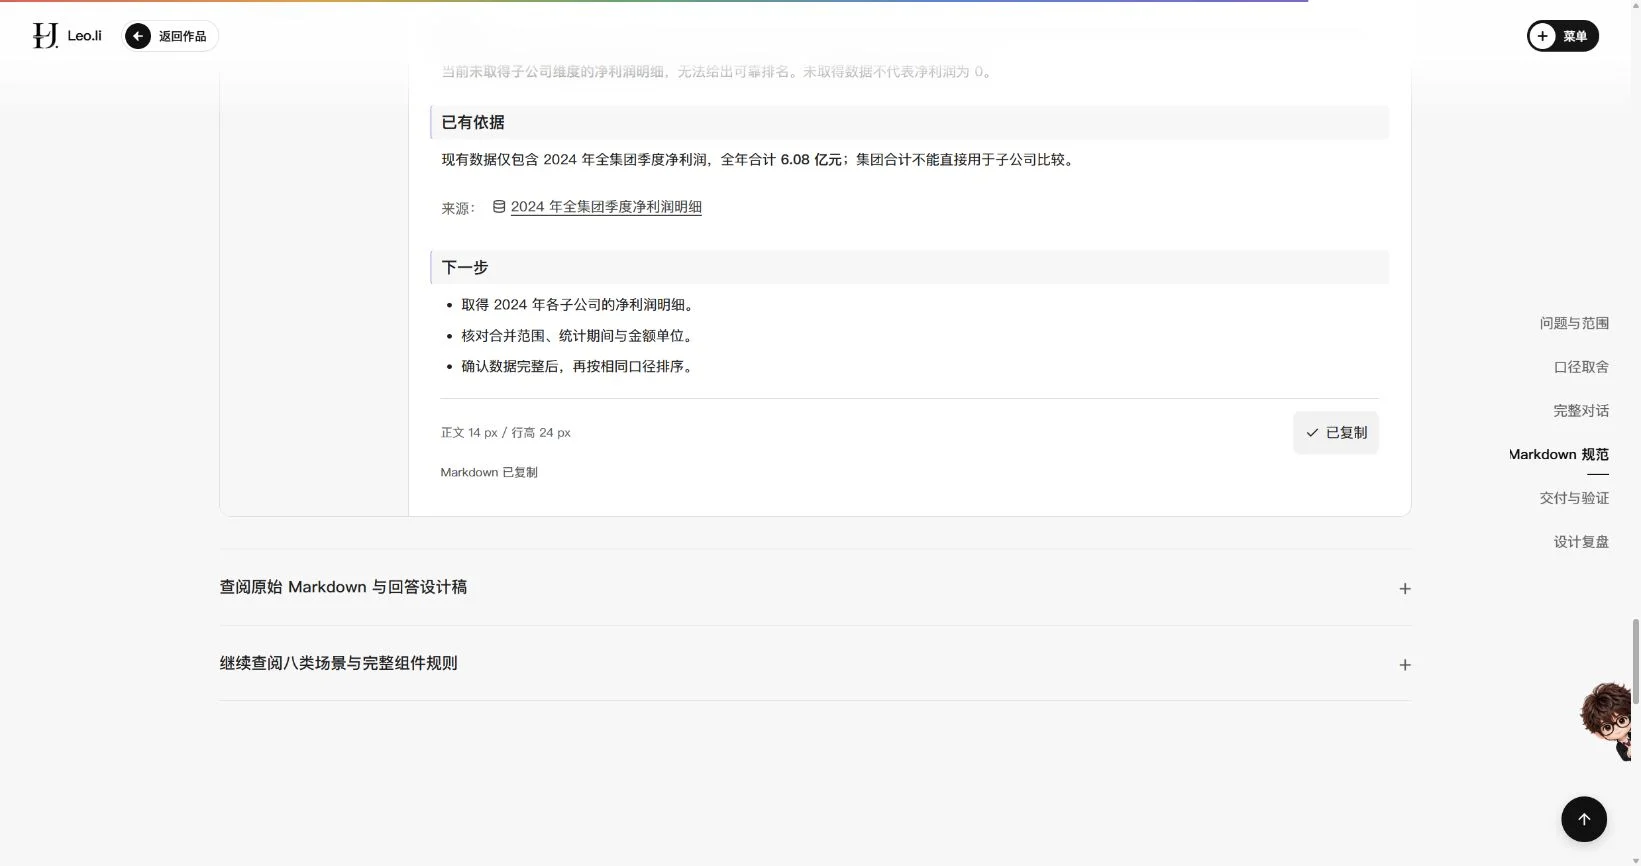 Leo.li
返回作品
菜单
当前未取得子公司维度的净利润明细，无法给出可靠排名。未取得数据不代表净利润为 0。
已有依据
现有数据仅包含 2024 年全集团季度净利润，全年合计 6.08 亿元；集团合计不能直接用于子公司比较。
来源： 2024 年全集团季度净利润明细
下一步
• 取得 2024 年各子公司的净利润明细。
• 核对合并范围、统计期间与金额单位。
• 确认数据完整后，再按相同口径排序。
正文 14 px / 行高 24 px
已复制
Markdown 已复制
查阅原始 Markdown 与回答设计稿
继续查阅八类场景与完整组件规则
问题与范围
口径取舍
完整对话
Markdown 规范
交付与验证
设计复盘